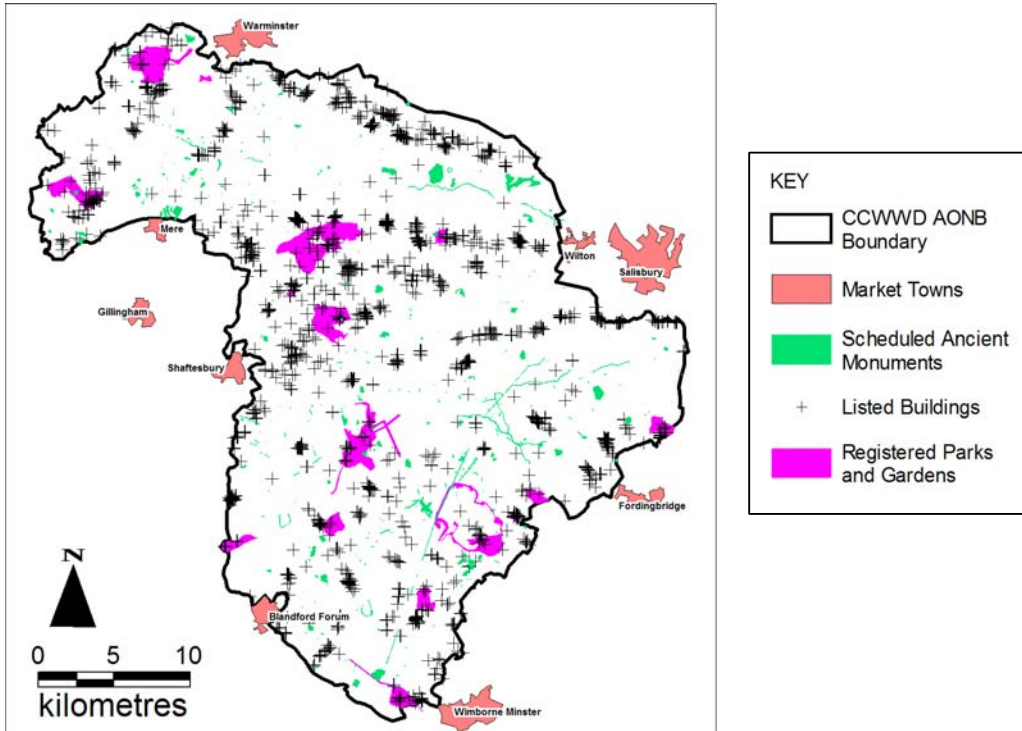 Warminster
Mere
Wilton
Salisbury
Gillingham
Shaftesbury
Fordingbridge
Blandford Forum
Wimborne Minster
N
0 5 10
kilometres
KEY
CCWWD AONB
Boundary
Market Towns
Scheduled Ancient
Monuments
Listed Buildings
Registered Parks
and Gardens